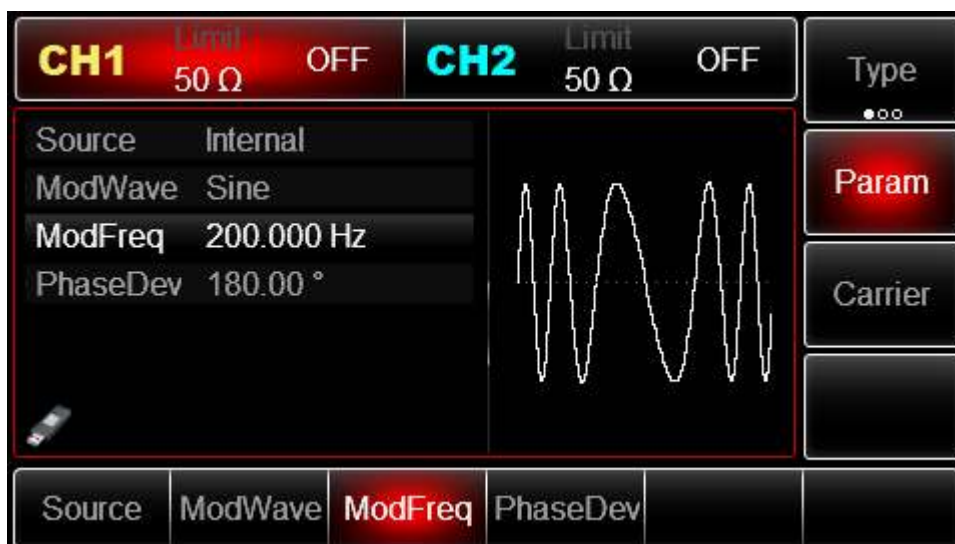 CH1 Limit 50 Ω OFF CH2 Limit 50 Ω OFF
Type
Source Internal
ModWave Sine
ModFreq 200.000 Hz
PhaseDev 180.00 °
Param
Carrier
Source ModWave ModFreq PhaseDev